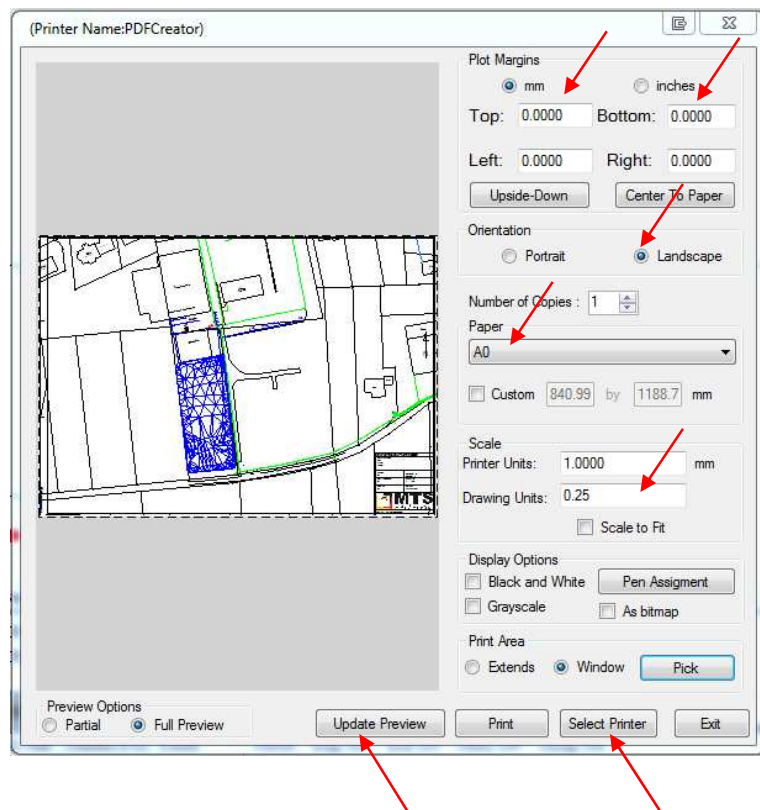 (Printer Name:PDFCreator)
Plot Margins
mm inches
Top: 0.0000 Bottom: 0.0000
Left: 0.0000 Right: 0.0000
Upside-Down Center To Paper
Orientation
Portrait Landscape
Number of Copies : 1
Paper
A0
Custom 840.99 by 1188.7 mm
Scale
Printer Units: 1.0000 mm
Drawing Units: 0.25
Scale to Fit
MTS
Display Options
Black and White Pen Assigment
Grayscale As bitmap
Print Area
Extends Window Pick
Preview Options
Partial Full Preview Update Preview Print Select Printer Exit